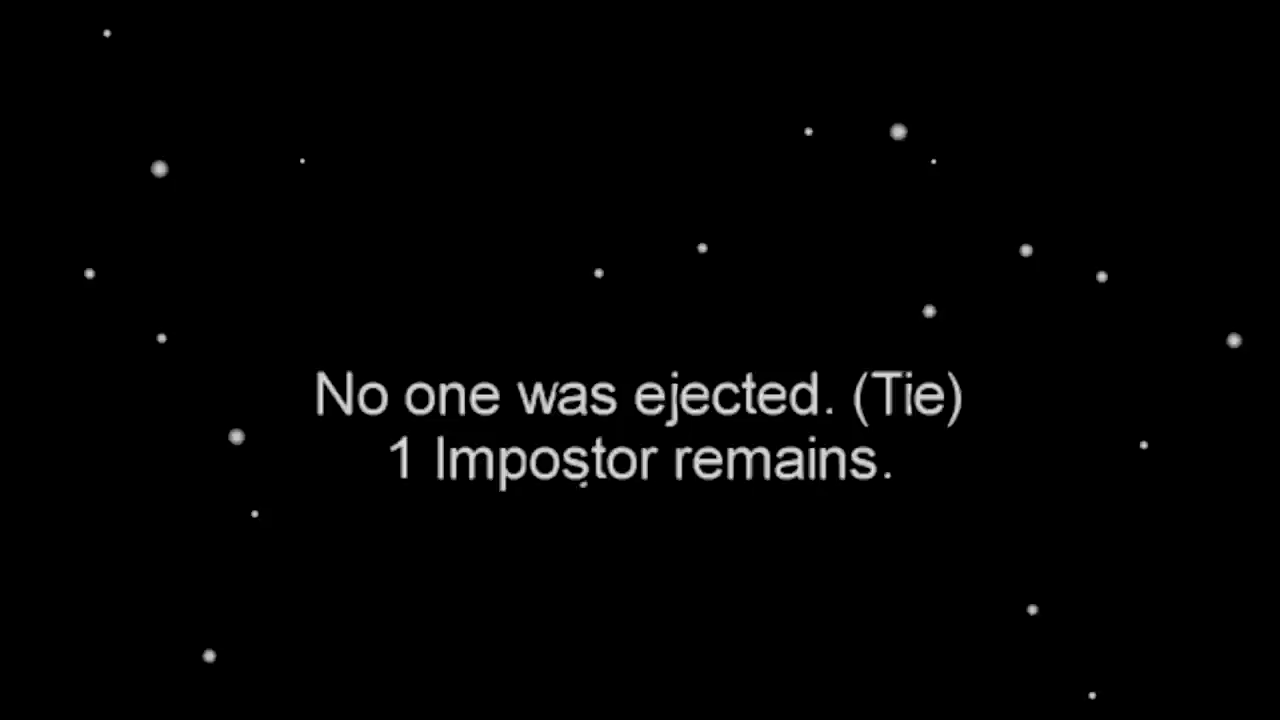 No one was ejected. (Tie)
1 Impostor remains.